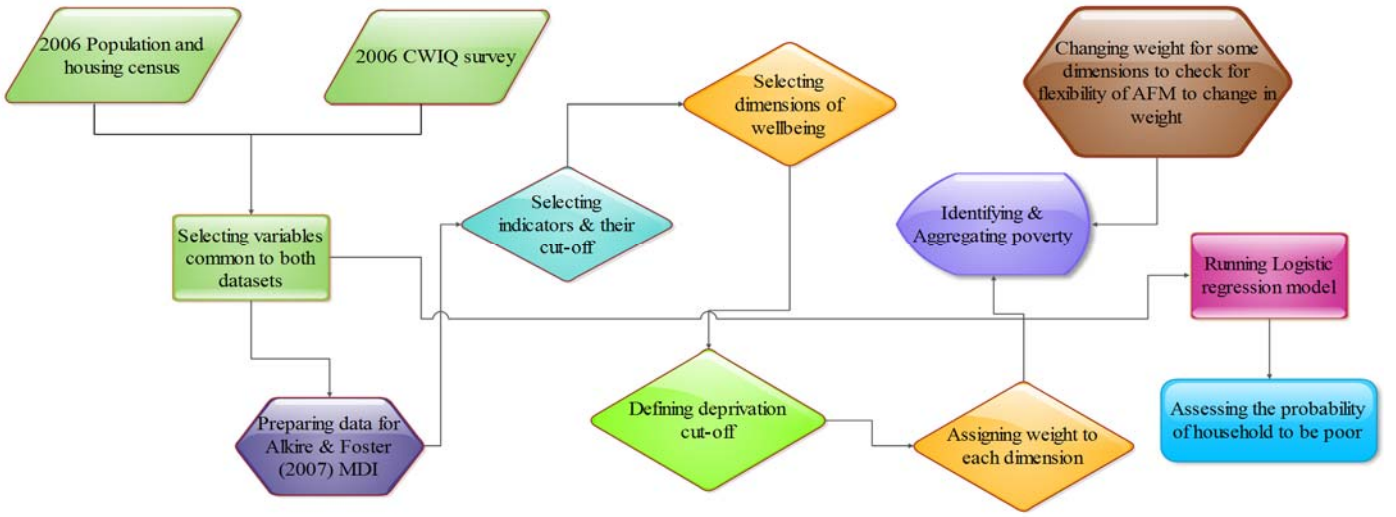 2006 Population and
housing census
2006 CWIQ survey
Selecting variables
common to both
datasets
Preparing data for
Alkire & Foster
(2007) MDI
Selecting
indicators & their
cut-off
Selecting
dimensions of
wellbeing
Defining deprivation
cut-off
Assigning weight to
each dimension
Identifying &
Aggregating poverty
Changing weight for some
dimensions to check for
flexibility of AFM to change in
weight
Running Logistic
regression model
Assessing the probability
of household to be poor